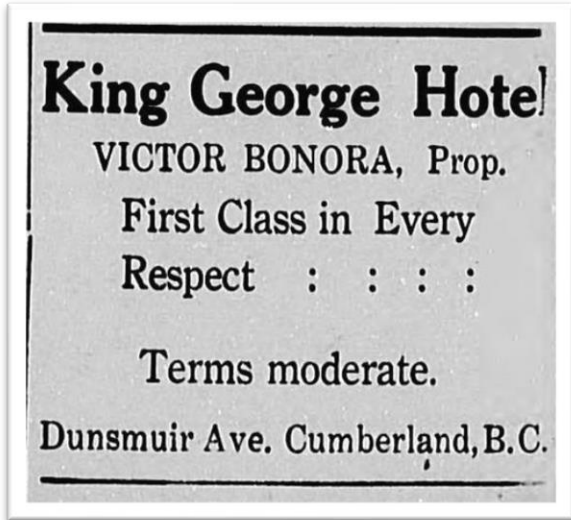 King George Hotel
VICTOR BONORA, Prop.
First Class in Every
Respect : : : :
Terms moderate.
Dunsmuir Ave. Cumberland, B.C.